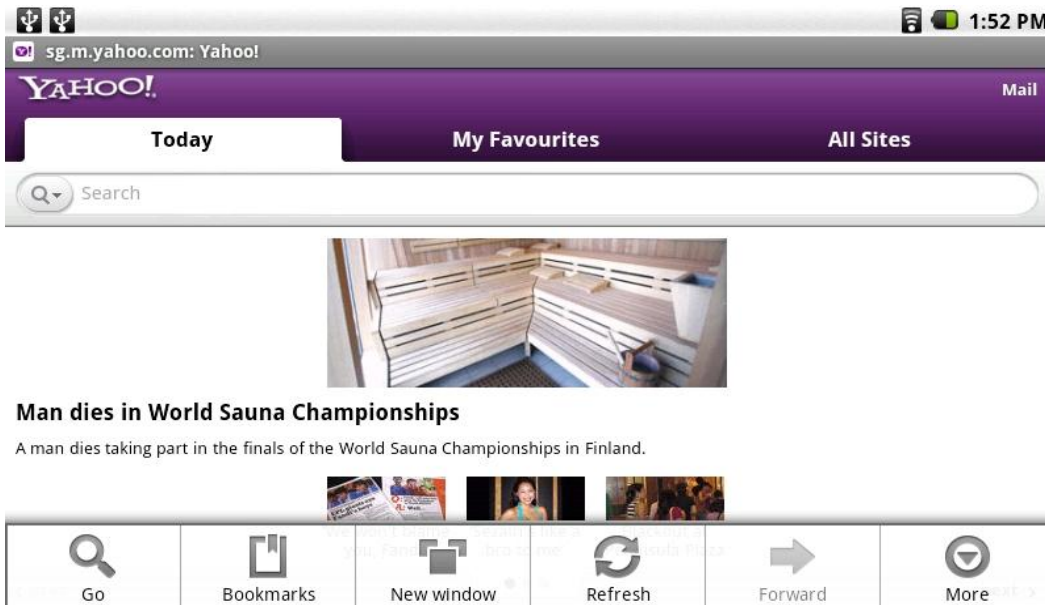 1:52 PM
sg.m.yahoo.com: Yahoo!
YAHOO!
Mail
Today
My Favourites
All Sites
Search
Man dies in World Sauna Championships
A man dies taking part in the finals of the World Sauna Championships in Finland.
Go
Bookmarks
New window
Refresh
Forward
More